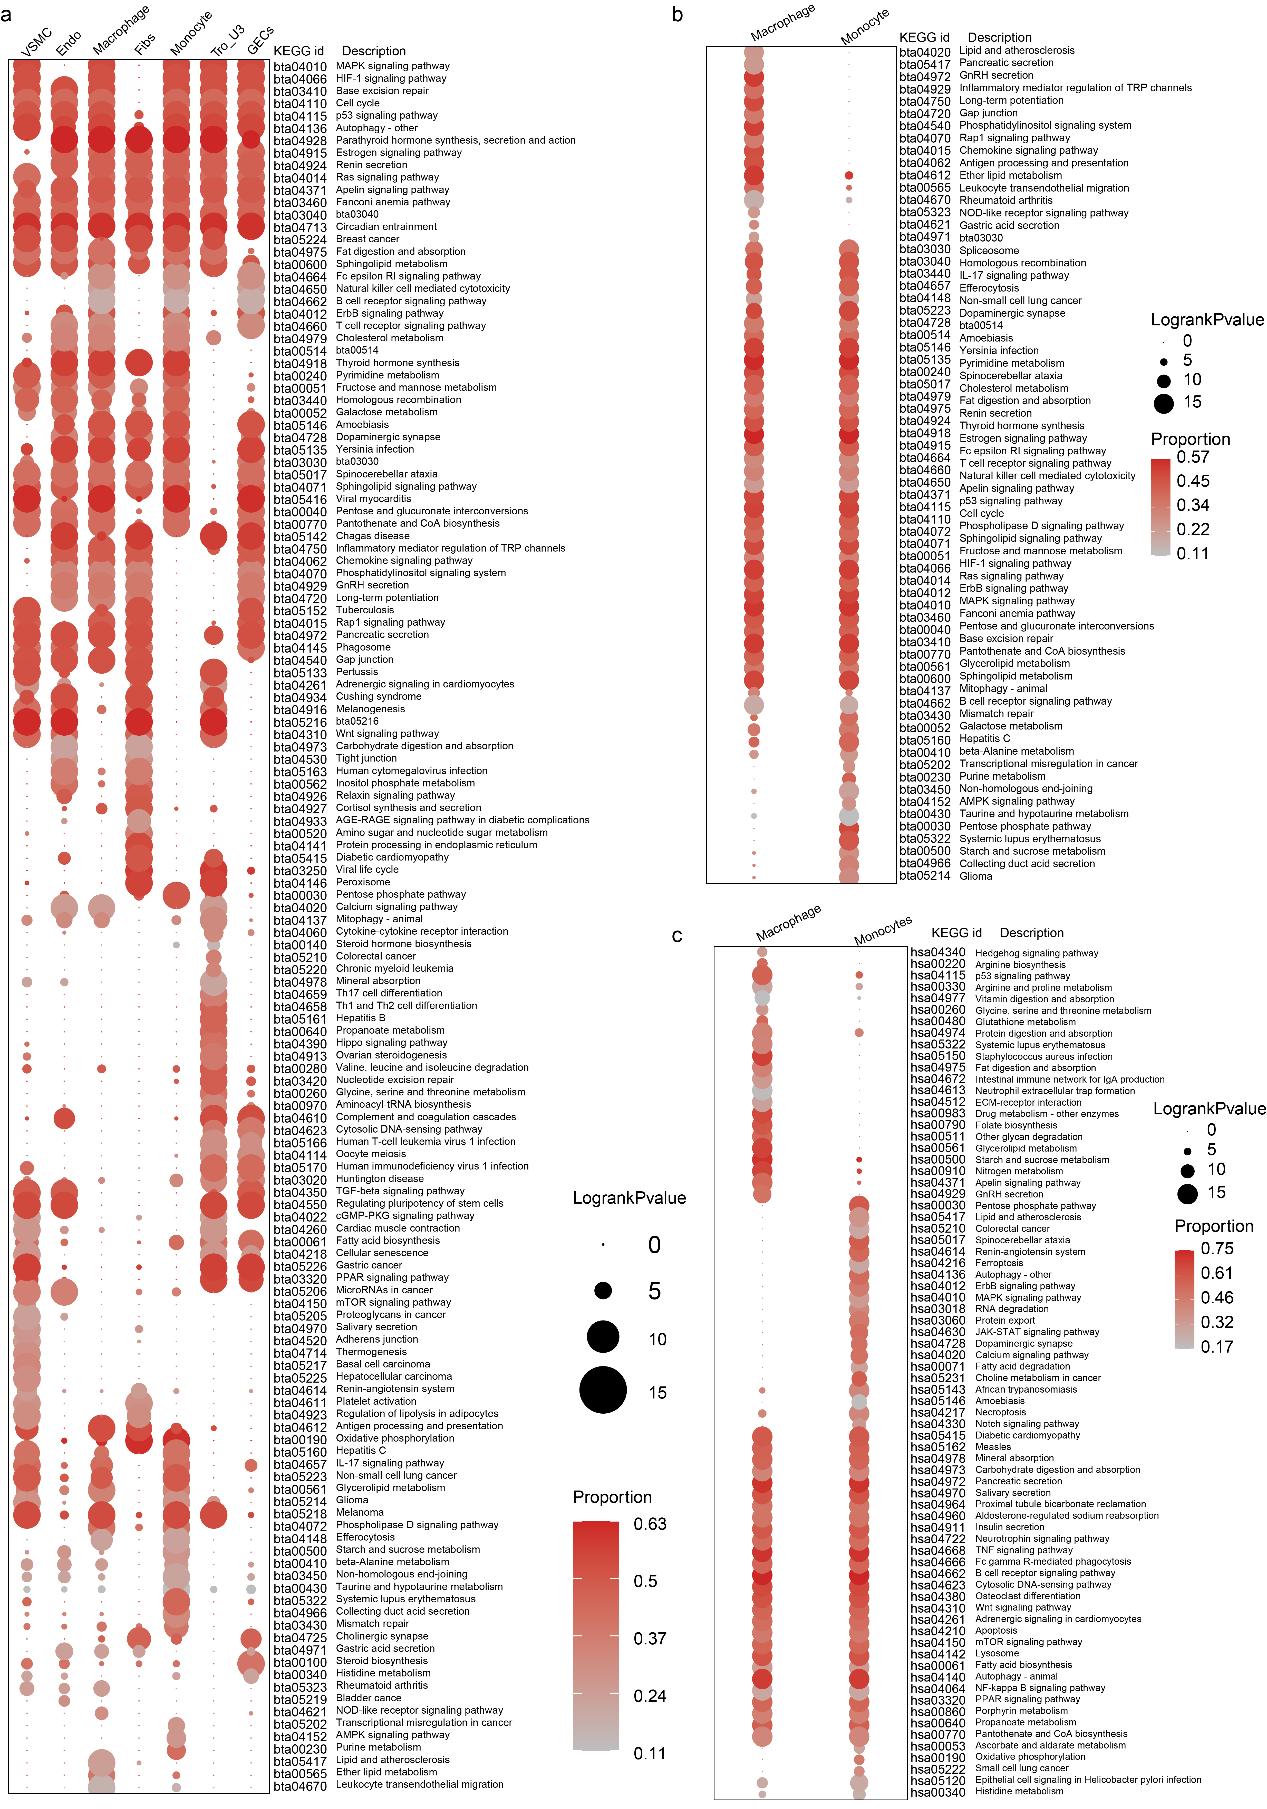 a
VSMC
Endo
Macrophage
Fibs
Monocyte
Tro_U3
GECs
KEGG id Description
bta04010 MAPK signaling pathway
bta04066 HIF-1 signaling pathway
bta03410 Base excision repair
bta04110 Cell cycle
bta04115 p53 signaling pathway
bta04136 Autophagy - other
bta04928 Parathyroid hormone synthesis, secretion and action
bta04915 Estrogen signaling pathway
bta04924 Renin secretion
bta04014 Ras signaling pathway
bta04371 Apelin signaling pathway
bta03460 Fanconi anemia pathway
bta03040 bta03040
bta04713 Circadian entrainment
bta05224 Breast cancer
bta04975 Fat digestion and absorption
bta00600 Sphingolipid metabolism
bta04664 Fc epsilon RI signaling pathway
bta04650 Natural killer cell mediated cytotoxicity
bta04662 B cell receptor signaling pathway
bta04012 ErbB signaling pathway
bta04660 T cell receptor signaling pathway
bta04979 Cholesterol metabolism
bta00514 bta00514
bta04918 Thyroid hormone synthesis
bta00240 Pyrimidine metabolism
bta00051 Fructose and mannose metabolism
bta03440 Homologous recombination
bta00052 Galactose metabolism
bta05146 Amoebiasis
bta04728 Dopaminergic synapse
bta05135 Yersinia infection
bta03030 bta03030
bta05017 Spinocerebellar ataxia
bta04071 Sphingolipid signaling pathway
bta05416 Viral myocarditis
bta00040 Pentose and glucuronate interconversions
bta00770 Pantothenate and CoA biosynthesis
bta05142 Chagas disease
bta04750 Inflammatory mediator regulation of TRP channels
bta04062 Chemokine signaling pathway
bta04070 Phosphatidylinositol signaling system
bta04929 GnRH secretion
bta04720 Long-term potentiation
bta05152 Tuberculosis
bta04015 Rap1 signaling pathway
bta04972 Pancreatic secretion
bta04145 Phagosome
bta04540 Gap junction
bta05133 Pertussis
bta04261 Adrenergic signaling in cardiomyocytes
bta04934 Cushing syndrome
bta04916 Melanogenesis
bta05216 bta05216
bta04310 Wnt signaling pathway
bta04973 Carbohydrate digestion and absorption
bta04530 Tight junction
bta05163 Human cytomegalovirus infection
bta00562 Inositol phosphate metabolism
bta04926 Relaxin signaling pathway
bta04927 Cortisol synthesis and secretion
bta04933 AGE-RAGE signaling pathway in diabetic complications
bta00520 Amino sugar and nucleotide sugar metabolism
bta04141 Protein processing in endoplasmic reticulum
bta05415 Diabetic cardiomyopathy
bta03250 Viral life cycle
bta04146 Peroxisome
bta00030 Pentose phosphate pathway
bta04020 Calcium signaling pathway
bta04137 Mitophagy - animal
bta04060 Cytokine-cytokine receptor interaction
bta00140 Steroid hormone biosynthesis
bta05210 Colorectal cancer
bta05220 Chronic myeloid leukemia
bta04978 Mineral absorption
bta04659 Th17 cell differentiation
bta04658 Th1 and Th2 cell differentiation
bta05161 Hepatitis B
bta00640 Propanoate metabolism
bta04390 Hippo signaling pathway
bta04913 Ovarian steroidogenesis
bta00280 Valine, leucine and isoleucine degradation
bta03420 Nucleotide excision repair
bta00260 Glycine, serine and threonine metabolism
bta00970 Aminoacyl tRNA biosynthesis
bta04610 Complement and coagulation cascades
bta04623 Cytosolic DNA-sensing pathway
bta05166 Human T-cell leukemia virus 1 infection
bta04114 Oocyte meiosis
bta05170 Human immunodeficiency virus 1 infection
bta03020 Huntington disease
bta04350 TGF-beta signaling pathway
bta04550 Regulating pluripotency of stem cells
bta04022 cGMP-PKG signaling pathway
bta04260 Cardiac muscle contraction
bta00061 Fatty acid biosynthesis
bta04218 Cellular senescence
bta05226 Gastric cancer
bta03320 PPAR signaling pathway
bta05206 MicroRNAs in cancer
bta04150 mTOR signaling pathway
bta05205 Proteoglycans in cancer
bta04970 Salivary secretion
bta04520 Adherens junction
bta04714 Thermogenesis
bta05217 Basal cell carcinoma
bta05225 Hepatocellular carcinoma
bta04614 Renin-angiotensin system
bta04611 Platelet activation
bta04923 Regulation of lipolysis in adipocytes
bta04612 Antigen processing and presentation
bta00190 Oxidative phosphorylation
bta05160 Hepatitis C
bta04657 IL-17 signaling pathway
bta05223 Non-small cell lung cancer
bta00561 Glycerolipid metabolism
bta05214 Glioma
bta05218 Melanoma
bta04072 Phospholipase D signaling pathway
bta04148 Efferocytosis
bta00500 Starch and sucrose metabolism
bta00410 beta-Alanine metabolism
bta03450 Non-homologous end-joining
bta00430 Taurine and hypotaurine metabolism
bta05322 Systemic lupus erythematosus
bta04966 Collecting duct acid secretion
bta03430 Mismatch repair
bta04725 Cholinergic synapse
bta04971 Gastric acid secretion
bta00100 Steroid biosynthesis
bta00340 Histidine metabolism
bta05323 Rheumatoid arthritis
bta05219 Bladder cance
bta04621 NOD-like receptor signaling pathway
bta05202 Transcriptional misregulation in cancer
bta04152 AMPK signaling pathway
bta00230 Purine metabolism
bta05417 Lipid and atherosclerosis
bta00565 Ether lipid metabolism
bta04670 Leukocyte transendothelial migration
LogrankPvalue
0
5
10
15
Proportion
0.63
0.5
0.37
0.24
0.11
b
Macrophage
Monocyte
KEGG id Description
bta04020 Lipid and atherosclerosis
bta05417 Pancreatic secretion
bta04972 GnRH secretion
bta04929 Inflammatory mediator regulation of TRP channels
bta04750 Long-term potentiation
bta04720 Gap junction
bta04540 Phosphatidylinositol signaling system
bta04070 Rap1 signaling pathway
bta04015 Chemokine signaling pathway
bta04062 Antigen processing and presentation
bta04612 Ether lipid metabolism
bta00565 Leukocyte transendothelial migration
bta04670 Rheumatoid arthritis
bta05323 NOD-like receptor signaling pathway
bta04621 Gastric acid secretion
bta04971 bta03030
bta03030 Spliceosome
bta03040 Homologous recombination
bta03440 IL-17 signaling pathway
bta04657 Efferocytosis
bta04148 Non-small cell lung cancer
bta05223 Dopaminergic synapse
bta04728 bta00514
bta00514 Amoebiasis
bta05146 Yersinia infection
bta05135 Pyrimidine metabolism
bta00240 Spinocerebellar ataxia
bta05017 Cholesterol metabolism
bta04979 Fat digestion and absorption
bta04975 Renin secretion
bta04924 Thyroid hormone synthesis
bta04918 Estrogen signaling pathway
bta04915 Fc epsilon RI signaling pathway
bta04664 T cell receptor signaling pathway
bta04660 Natural killer cell mediated cytotoxicity
bta04650 Apelin signaling pathway
bta04371 p53 signaling pathway
bta04115 Cell cycle
bta04110 Phospholipase D signaling pathway
bta04072 Sphingolipid signaling pathway
bta04071 Fructose and mannose metabolism
bta00051 HIF-1 signaling pathway
bta04066 Ras signaling pathway
bta04014 ErbB signaling pathway
bta04012 MAPK signaling pathway
bta04010 Fanconi anemia pathway
bta03460 Pentose and glucuronate interconversions
bta00040 Base excision repair
bta03410 Pantothenate and CoA biosynthesis
bta00770 Glycerolipid metabolism
bta00561 Sphingolipid metabolism
bta00600 Mitophagy - animal
bta04137 B cell receptor signaling pathway
bta04662 Mismatch repair
bta03430 Galactose metabolism
bta00052 Hepatitis C
bta05160 beta-Alanine metabolism
bta00410 Transcriptional misregulation in cancer
bta05202 Purine metabolism
bta00230 Non-homologous end-joining
bta03450 AMPK signaling pathway
bta04152 Taurine and hypotaurine metabolism
bta00430 Pentose phosphate pathway
bta00030 Systemic lupus erythematosus
bta05322 Starch and sucrose metabolism
bta00500 Collecting duct acid secretion
bta04966 Glioma
bta05214
LogrankPvalue
0
5
10
15
Proportion
0.57
0.45
0.34
0.22
0.11
c
Macrophage
Monocytes
KEGG id Description
hsa04340 Hedgehog signaling pathway
hsa00220 Arginine biosynthesis
hsa04115 p53 signaling pathway
hsa00330 Arginine and proline metabolism
hsa04977 Vitamin digestion and absorption
hsa00260 Glycine, serine and threonine metabolism
hsa00480 Glutathione metabolism
hsa04974 Protein digestion and absorption
hsa05322 Systemic lupus erythematosus
hsa05150 Staphylococcus aureus infection
hsa04975 Fat digestion and absorption
hsa04672 Intestinal immune network for IgA production
hsa04613 Neutrophil extracellular trap formation
hsa04512 ECM-receptor interaction
hsa00983 Drug metabolism - other enzymes
hsa00790 Folate biosynthesis
hsa00511 Other glycan degradation
hsa00561 Glycerolipid metabolism
hsa00500 Starch and sucrose metabolism
hsa00910 Nitrogen metabolism
hsa04371 Apelin signaling pathway
hsa04929 GnRH secretion
hsa00030 Pentose phosphate pathway
hsa05417 Lipid and atherosclerosis
hsa05210 Colorectal cancer
hsa05017 Spinocerebellar ataxia
hsa04614 Renin-angiotensin system
hsa04216 Ferroptosis
hsa04136 Autophagy - other
hsa04012 ErbB signaling pathway
hsa04010 MAPK signaling pathway
hsa03018 RNA degradation
hsa03060 Protein export
hsa04630 JAK-STAT signaling pathway
hsa04728 Dopaminergic synapse
hsa04020 Calcium signaling pathway
hsa00071 Fatty acid degradation
hsa05231 Choline metabolism in cancer
hsa05143 African trypanosomiasis
hsa05146 Amoebiasis
hsa04217 Necroptosis
hsa04330 Notch signaling pathway
hsa05415 Diabetic cardiomyopathy
hsa05162 Measles
hsa04978 Mineral absorption
hsa04973 Carbohydrate digestion and absorption
hsa04972 Pancreatic secretion
hsa04970 Salivary secretion
hsa04964 Proximal tubule bicarbonate reclamation
hsa04960 Aldosterone-regulated sodium reabsorption
hsa04911 Insulin secretion
hsa04722 Neurotrophin signaling pathway
hsa04668 TNF signaling pathway
hsa04666 Fc gamma R-mediated phagocytosis
hsa04662 B cell receptor signaling pathway
hsa04623 Cytosolic DNA-sensing pathway
hsa04380 Osteoclast differentiation
hsa04310 Wnt signaling pathway
hsa04261 Adrenergic signaling in cardiomyocytes
hsa04210 Apoptosis
hsa04150 mTOR signaling pathway
hsa04142 Lysosome
hsa00061 Fatty acid biosynthesis
hsa04140 Autophagy - animal
hsa04064 NF-kappa B signaling pathway
hsa03320 PPAR signaling pathway
hsa00860 Porphyrin metabolism
hsa00640 Propanoate metabolism
hsa00770 Pantothenate and CoA biosynthesis
hsa00053 Ascorbate and aldarate metabolism
hsa00190 Oxidative phosphorylation
hsa05222 Small cell lung cancer
hsa05120 Epithelial cell signaling in Helicobacter pylori infection
hsa00340 Histidine metabolism
LogrankPvalue
0
5
10
15
Proportion
0.75
0.61
0.46
0.32
0.17